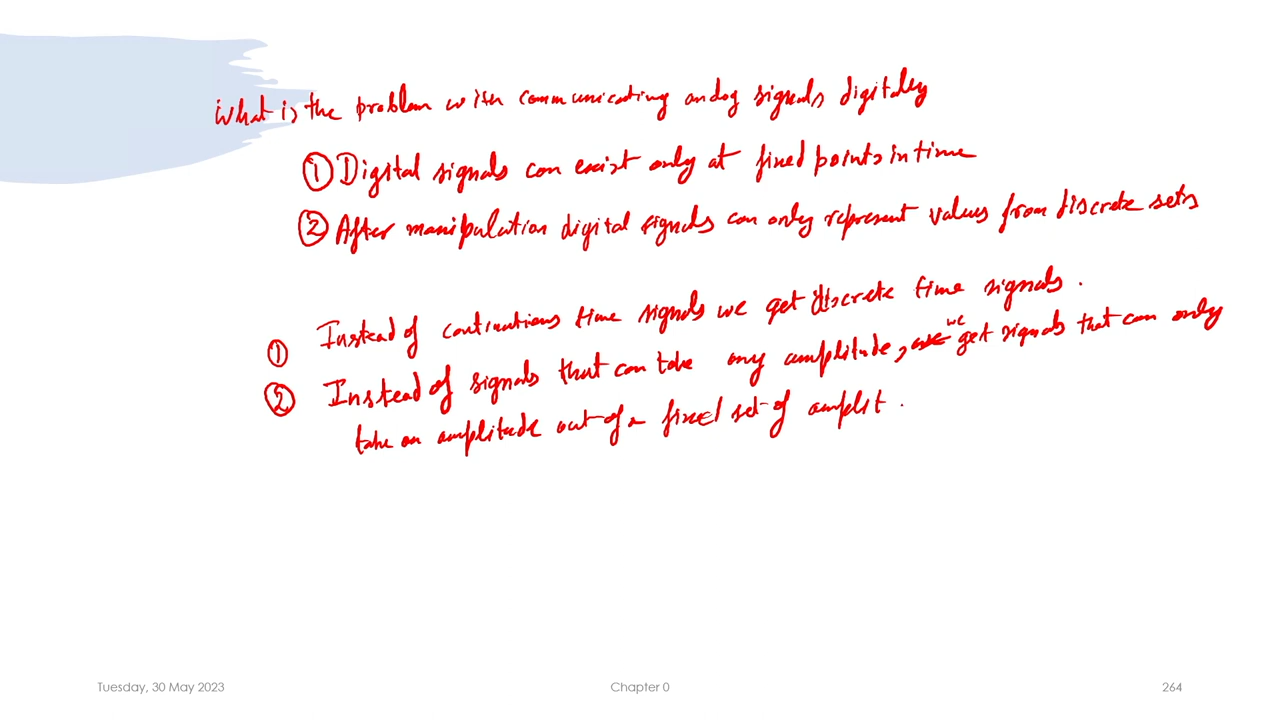 What is the problem with communicating analog signals digitally
① Digital signals can exist only at fixed points in time
② After manipulation digital signals can only represent values from discrete sets
① Instead of continuous time signals we get discrete time signals.
② Instead of signals that can take any amplitude, we get signals that can only
take an amplitude out of a fixed set of amplit.
Tuesday, 30 May 2023
Chapter 0
264